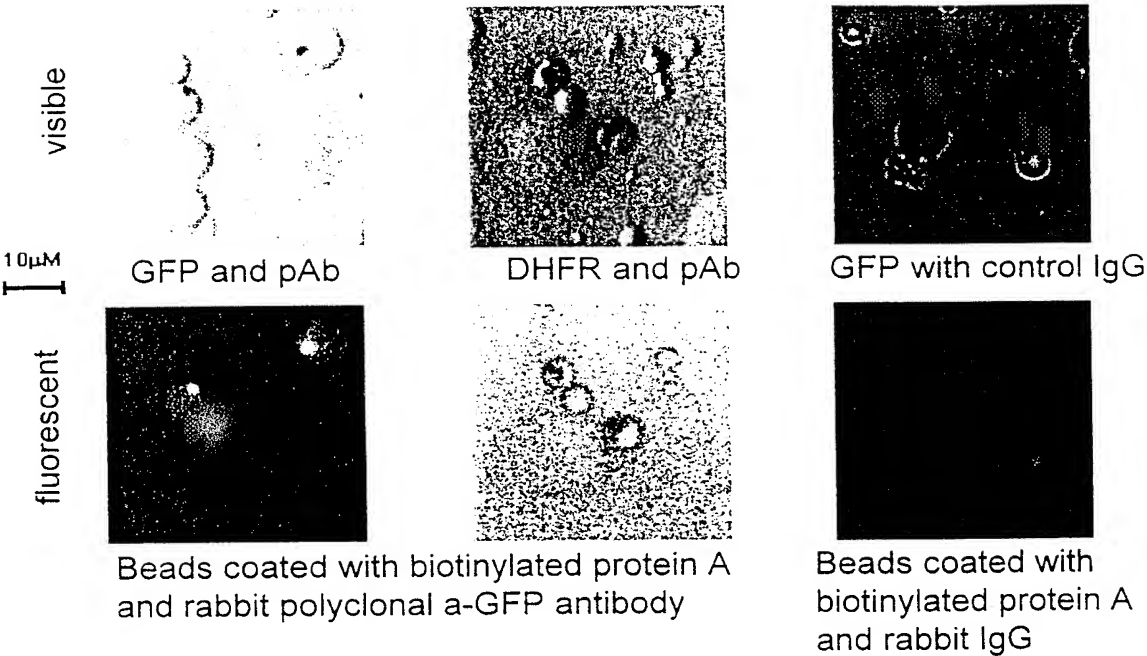 visible
GFP and pAb
DHFR and pAb
GFP with control IgG
10µM
fluorescent
Beads coated with biotinylated protein A
and rabbit polyclonal a-GFP antibody
Beads coated with
biotinylated protein A
and rabbit IgG